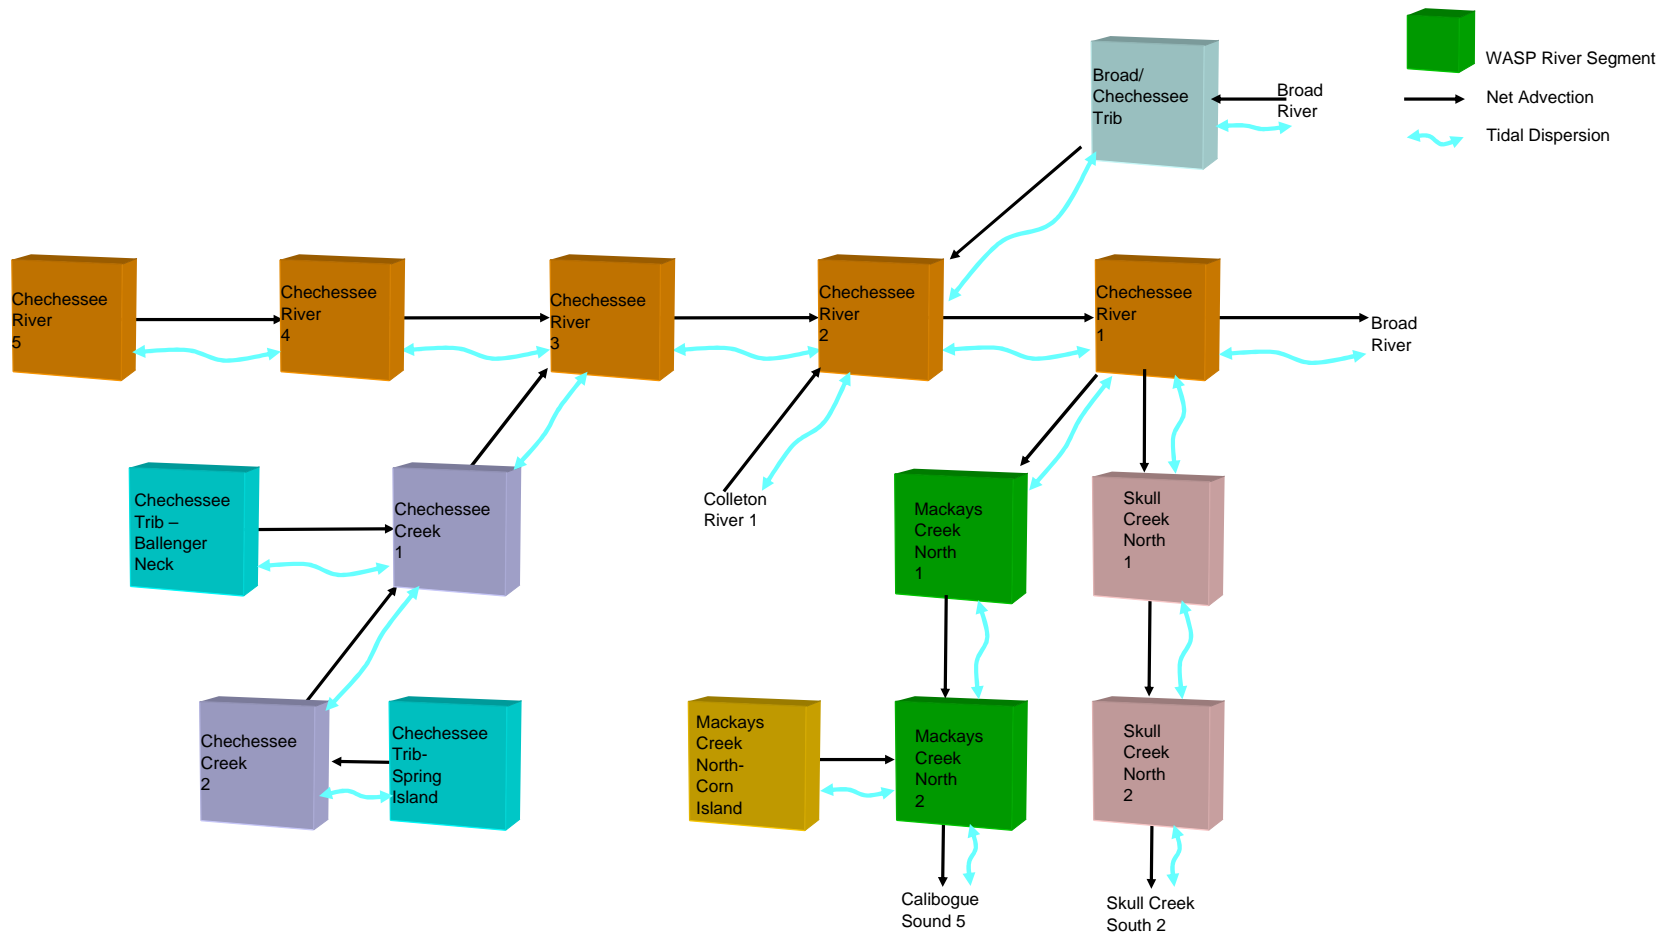 WASP River Segment
Net Advection
Tidal Dispersion
Broad/
Chechessee
Trib
Broad
River
Chechessee
River
5
Chechessee
River
4
Chechessee
River
3
Chechessee
River
2
Chechessee
River
1
Broad
River
Chechessee
Trib –
Ballenger
Neck
Chechessee
Creek
1
Colleton
River 1
Mackays
Creek
North
1
Skull
Creek
North
1
Chechessee
Creek
2
Chechessee
Trib-
Spring
Island
Mackays
Creek
North-
Corn
Island
Mackays
Creek
North
2
Skull
Creek
North
2
Calibogue
Sound 5
Skull Creek
South 2